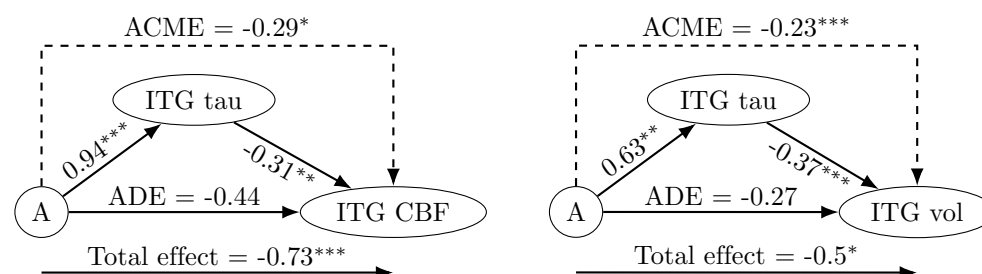 ACME = -0.29*
ITG tau
0.94***
-0.31**
A
ADE = -0.44
ITG CBF
Total effect = -0.73***
ACME = -0.23***
ITG tau
0.63**
-0.37***
A
ADE = -0.27
ITG vol
Total effect = -0.5*